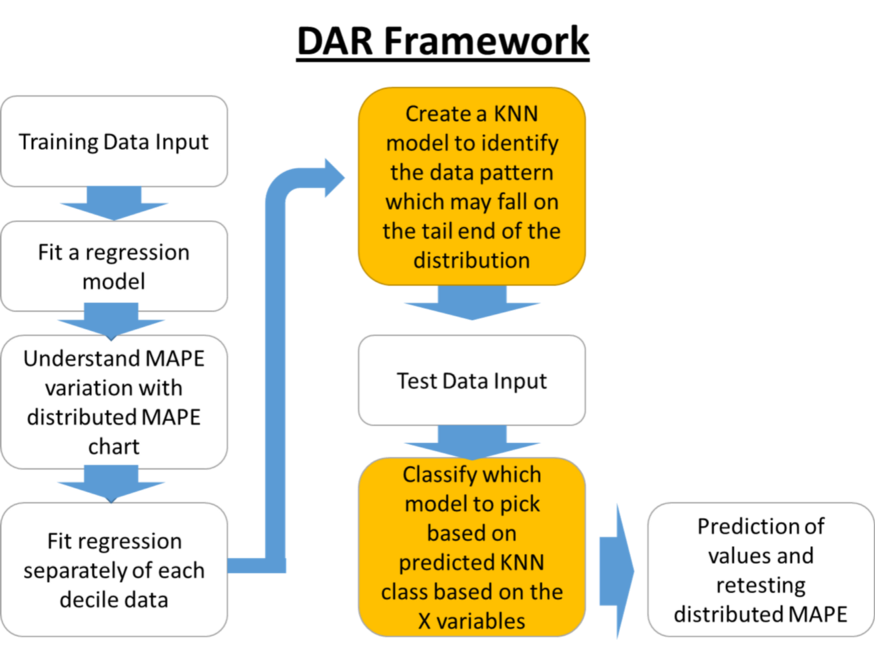 DAR Framework
Training Data Input
Fit a regression
model
Understand MAPE
variation with
distributed MAPE
chart
Fit regression
separately of each
decile data
Create a KNN
model to identify
the data pattern
which may fall on
the tail end of the
distribution
Test Data Input
Classify which
model to pick
based on
predicted KNN
class based on the
X variables
Prediction of
values and
retesting
distributed MAPE